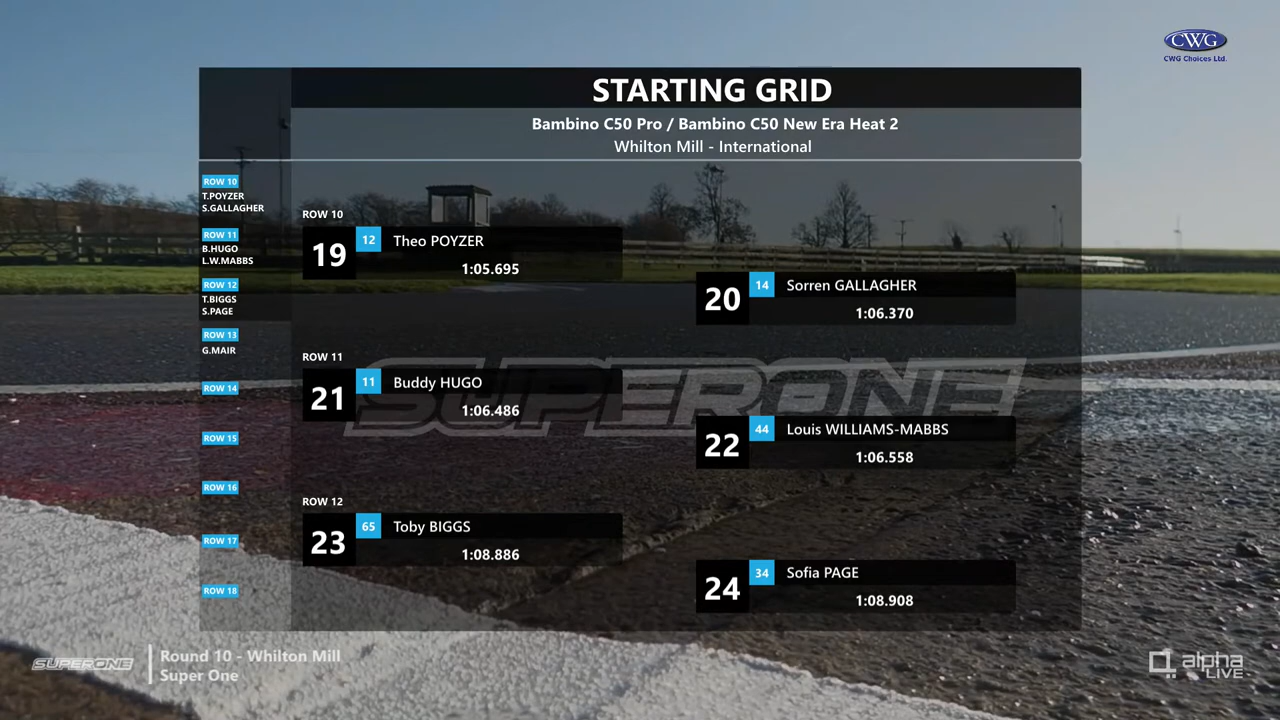 CWG
CWG Choices Ltd.
STARTING GRID
Bambino C50 Pro / Bambino C50 New Era Heat 2
Whilton Mill - International
ROW 10
T.POYZER
S.GALLAGHER
ROW 11
B.HUGO
L.W.MABBS
ROW 12
T.BIGGS
S.PAGE
ROW 13
G.MAIR
ROW 14
ROW 15
ROW 16
ROW 17
ROW 18
ROW 10
19 12 Theo POYZER
1:05.695
20 14 Sorren GALLAGHER
1:06.370
ROW 11
21 11 Buddy HUGO
1:06.486
22 44 Louis WILLIAMS-MABBS
1:06.558
ROW 12
23 65 Toby BIGGS
1:08.886
24 34 Sofia PAGE
1:08.908
SUPERONE
SUPERONE
Round 10 - Whilton Mill
Super One
alpha
LIVE